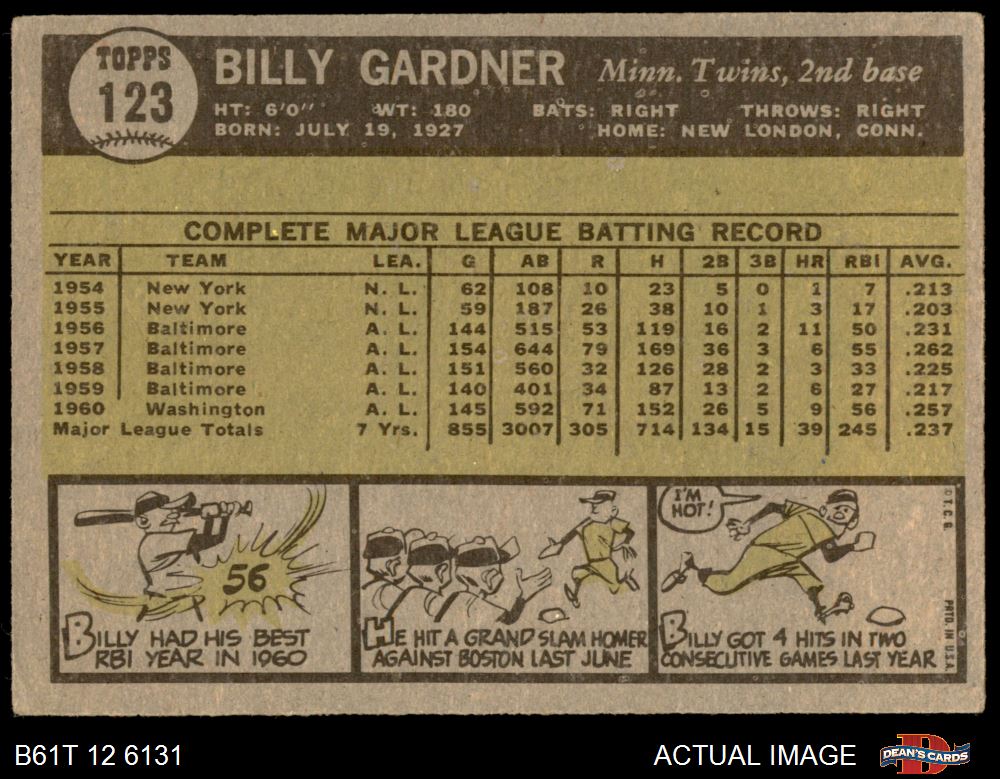 TOPPS
123
BILLY GARDNER Minn. Twins, 2nd base
HT: 6'0" WT: 180 BATS: RIGHT THROWS: RIGHT
BORN: JULY 19, 1927 HOME: NEW LONDON, CONN.
COMPLETE MAJOR LEAGUE BATTING RECORD
YEAR TEAM LEA. G AB R H 2B 3B HR RBI AVG.
1954 New York N. L. 62 108 10 23 5 0 1 7 .213
1955 New York N. L. 59 187 26 38 10 1 3 17 .203
1956 Baltimore A. L. 144 515 53 119 16 2 11 50 .231
1957 Baltimore A. L. 154 644 79 169 36 3 6 55 .262
1958 Baltimore A. L. 151 560 32 126 28 2 3 33 .225
1959 Baltimore A. L. 140 401 34 87 13 2 6 27 .217
1960 Washington A. L. 145 592 71 152 26 5 9 56 .257
Major League Totals 7 Yrs. 855 3007 305 714 134 15 39 245 .237
56
BILLY HAD HIS BEST
RBI YEAR IN 1960
HE HIT A GRAND SLAM HOMER
AGAINST BOSTON LAST JUNE
I'M
HOT!
BILLY GOT 4 HITS IN TWO
CONSECUTIVE GAMES LAST YEAR
© T. C. G.
PRTD. IN U.S.A.
B61T 12 6131
ACTUAL IMAGE
DEAN'S CARDS